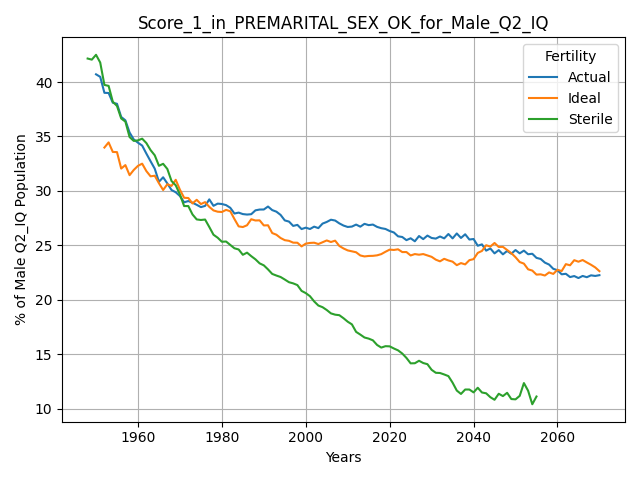 Score_1_in_PREMARITAL_SEX_OK_for_Male_Q2_IQ
% of Male Q2_IQ Population
40
35
30
25
20
15
10
Fertility
Actual
Ideal
Sterile
1960 1980 2000 2020 2040 2060
Years